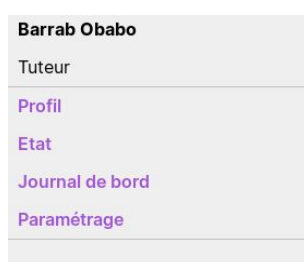 Barrab Obabo
Tuteur
Profil
Etat
Journal de bord
Paramétrage